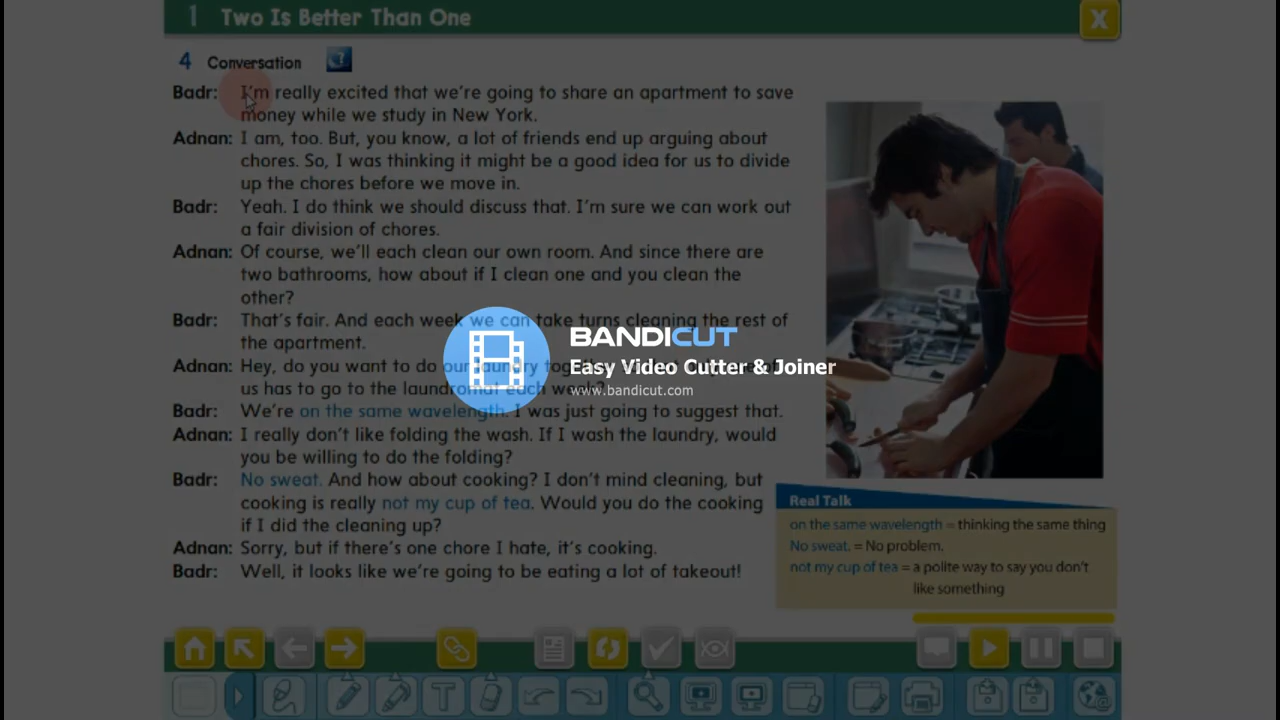 1 Two Is Better Than One
X
4 Conversation
?
Badr: I'm really excited that we're going to share an apartment to save
money while we study in New York.
Adnan: I am, too. But, you know, a lot of friends end up arguing about
chores. So, I was thinking it might be a good idea for us to divide
up the chores before we move in.
Badr: Yeah. I do think we should discuss that. I'm sure we can work out
a fair division of chores.
Adnan: Of course, we'll each clean our own room. And since there are
two bathrooms, how about if I clean one and you clean the
other?
Badr: That's fair. And each week we can take turns cleaning the rest of
the apartment.
Adnan: Hey, do you want to do our laundry
us has to go to the laundromat each week?
Badr: We're on the same wavelength. I was just going to suggest that.
Adnan: I really don't like folding the wash. If I wash the laundry, would
you be willing to do the folding?
Badr: No sweat. And how about cooking? I don't mind cleaning, but
cooking is really not my cup of tea. Would you do the cooking
if I did the cleaning up?
Adnan: Sorry, but if there's one chore I hate, it's cooking.
Badr: Well, it looks like we're going to be eating a lot of takeout!
BANDICUT
Easy Video Cutter & Joiner
www.bandicut.com
Real Talk
on the same wavelength = thinking the same thing
No sweat. = No problem.
not my cup of tea = a polite way to say you don't
like something
T